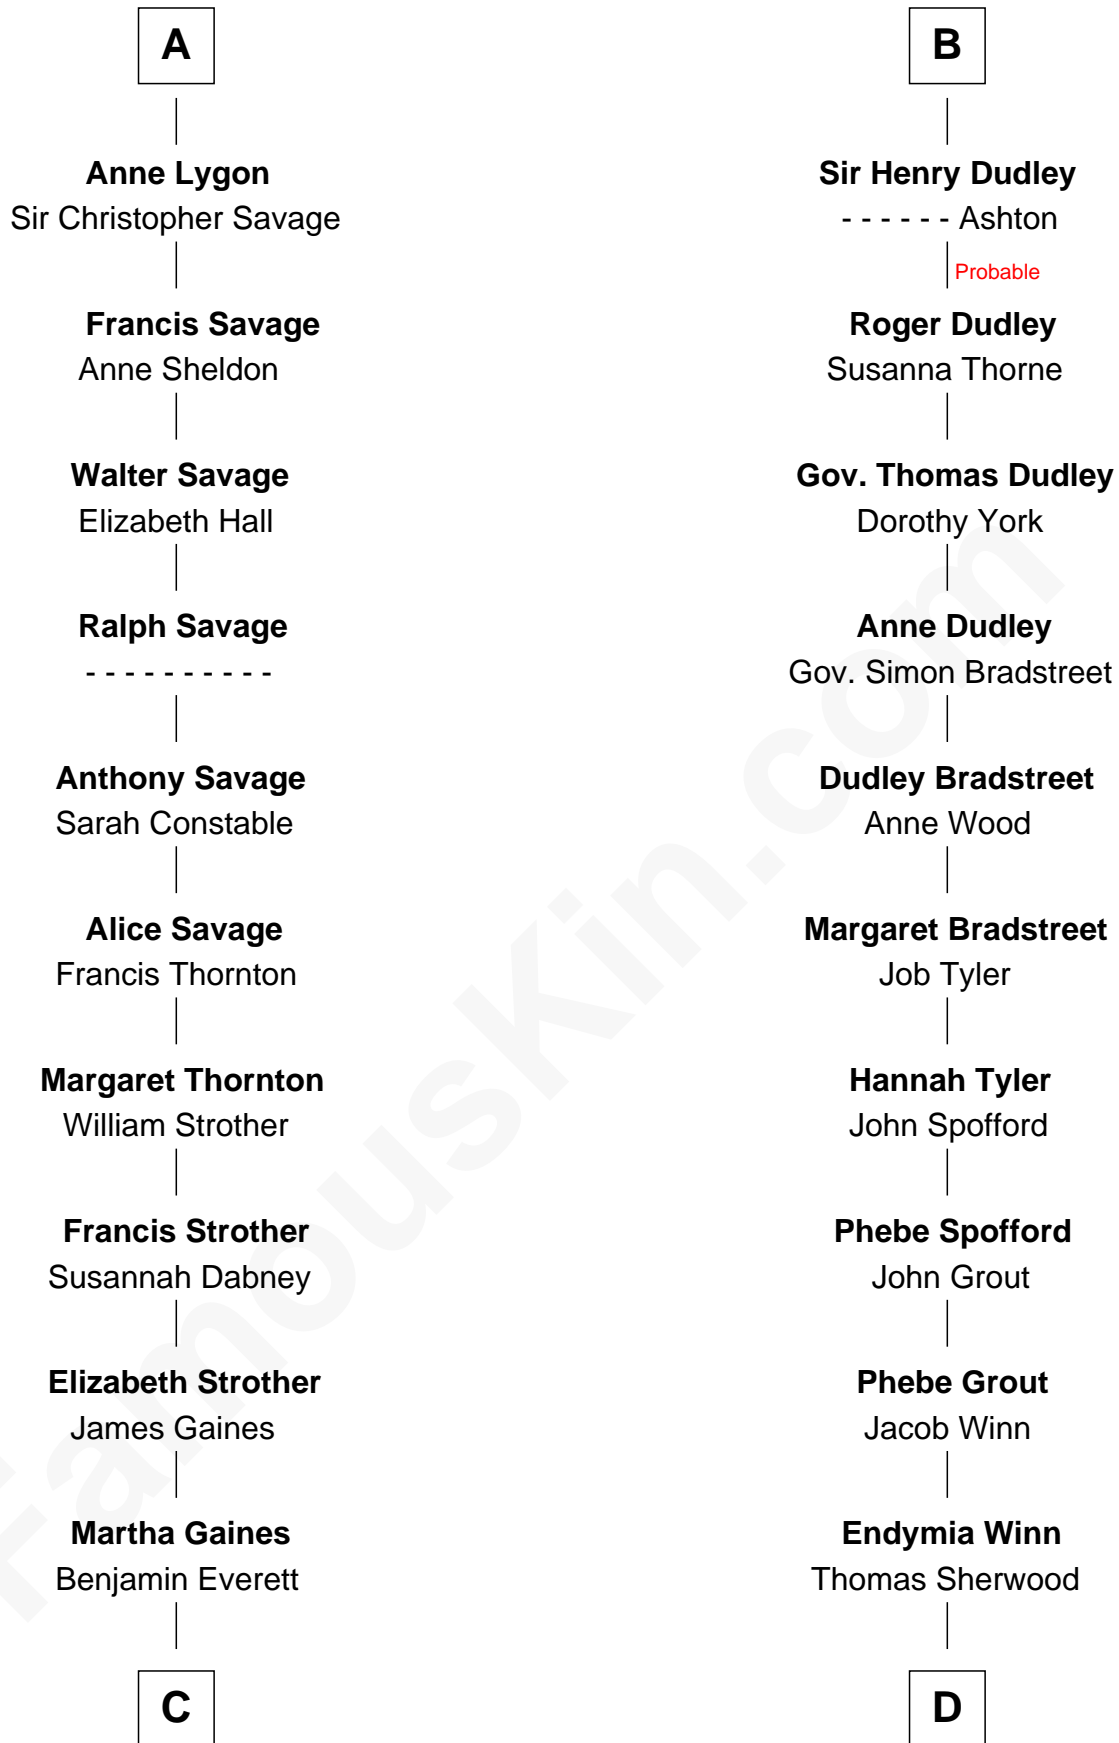 A
Anne Lygon
Sir Christopher Savage
Francis Savage
Anne Sheldon
Walter Savage
Elizabeth Hall
Ralph Savage
- - - - - - - - - -
Anthony Savage
Sarah Constable
Alice Savage
Francis Thornton
Margaret Thornton
William Strother
Francis Strother
Susannah Dabney
Elizabeth Strother
James Gaines
Martha Gaines
Benjamin Everett
C
B
Sir Henry Dudley
- - - - - - Ashton
Probable
Roger Dudley
Susanna Thorne
Gov. Thomas Dudley
Dorothy York
Anne Dudley
Gov. Simon Bradstreet
Dudley Bradstreet
Anne Wood
Margaret Bradstreet
Job Tyler
Hannah Tyler
John Spofford
Phebe Spofford
John Grout
Phebe Grout
Jacob Winn
Endymia Winn
Thomas Sherwood
D
FamousKin.com